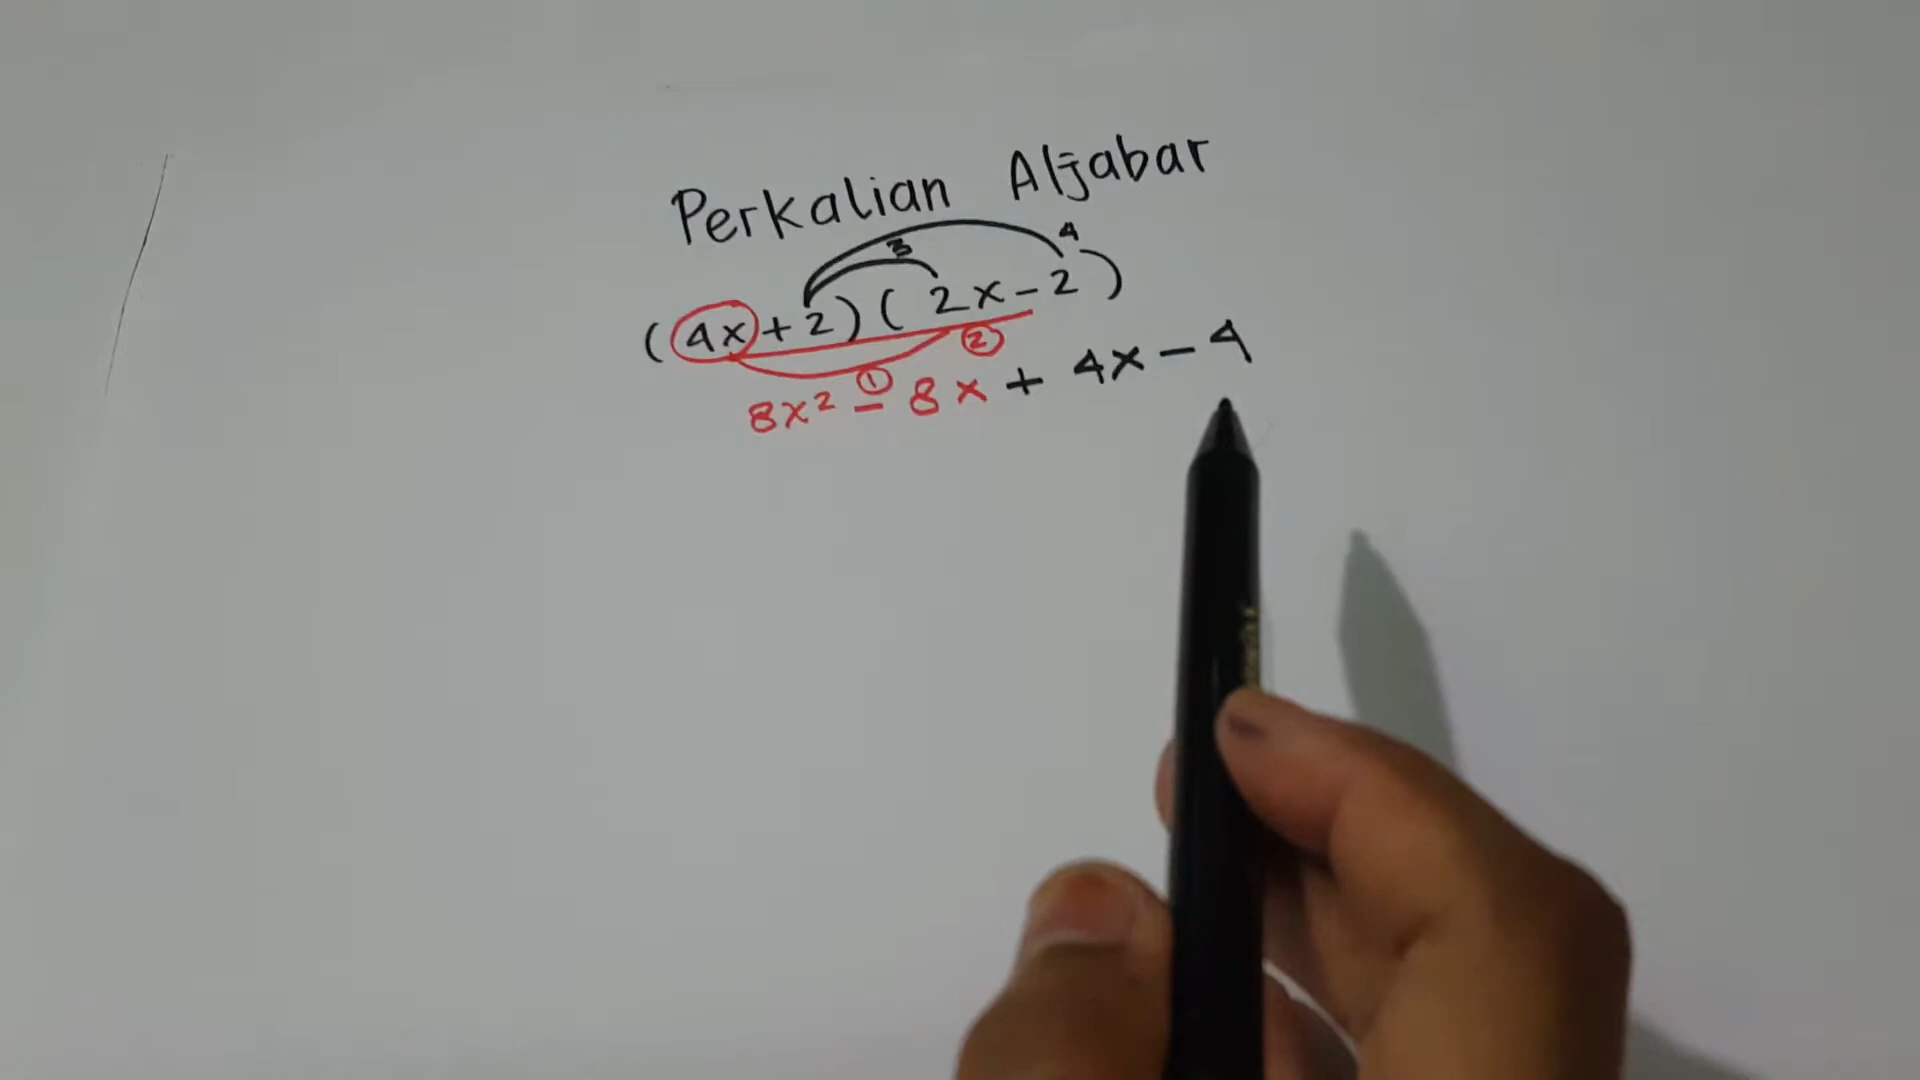 Perkalian Aljabar
3 4
(4x+2)(2x-2)
① ②
8x² - 8x + 4x - 4